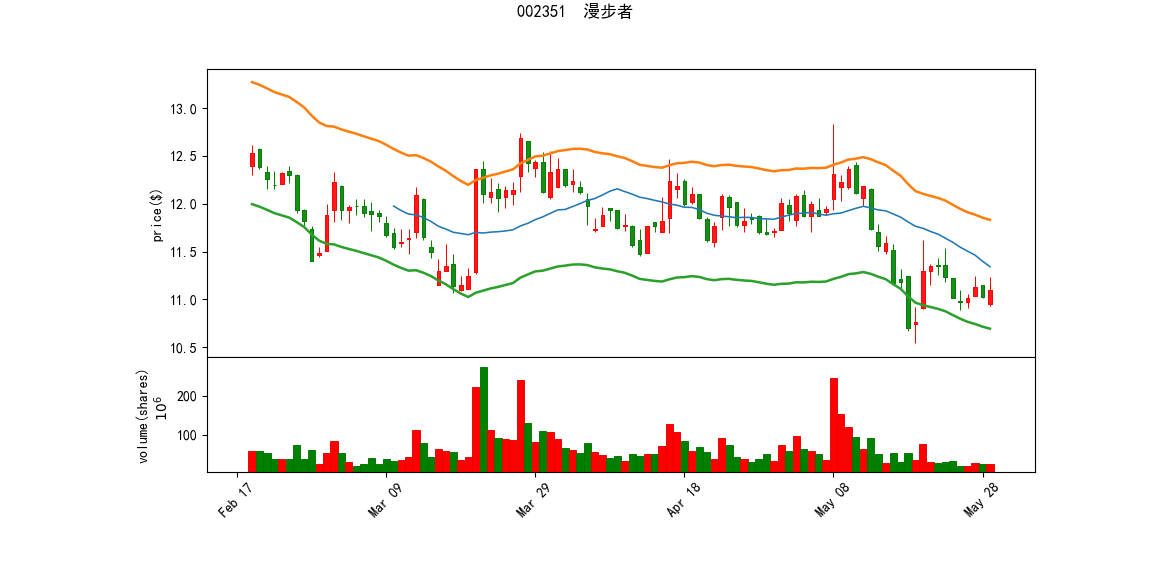 002351  漫步者
price($)
13.0
12.5
12.0
11.5
11.0
10.5
volume(shares)
10^6
200
100
Feb 17
Mar 09
Mar 29
Apr 18
May 08
May 28